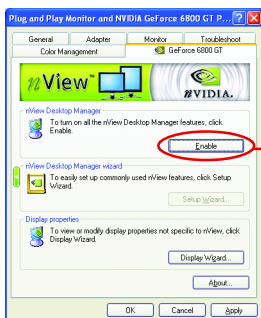 Plug and Play Monitor and NVIDIA GeForce 6800 GT P...
General Adapter Monitor Troubleshoot
Color Management GeForce 6800 GT
nView™
nVIDIA.
nView Desktop Manager
To turn on all the nView Desktop Manager features, click
Enable.
Enable
nView Desktop Manager wizard
To easily set up commonly used nView features, click Setup
Wizard.
Setup Wizard...
Display properties
To view or modify display properties not specific to nView, click
Display Wizard.
Display Wizard...
About...
OK Cancel Apply